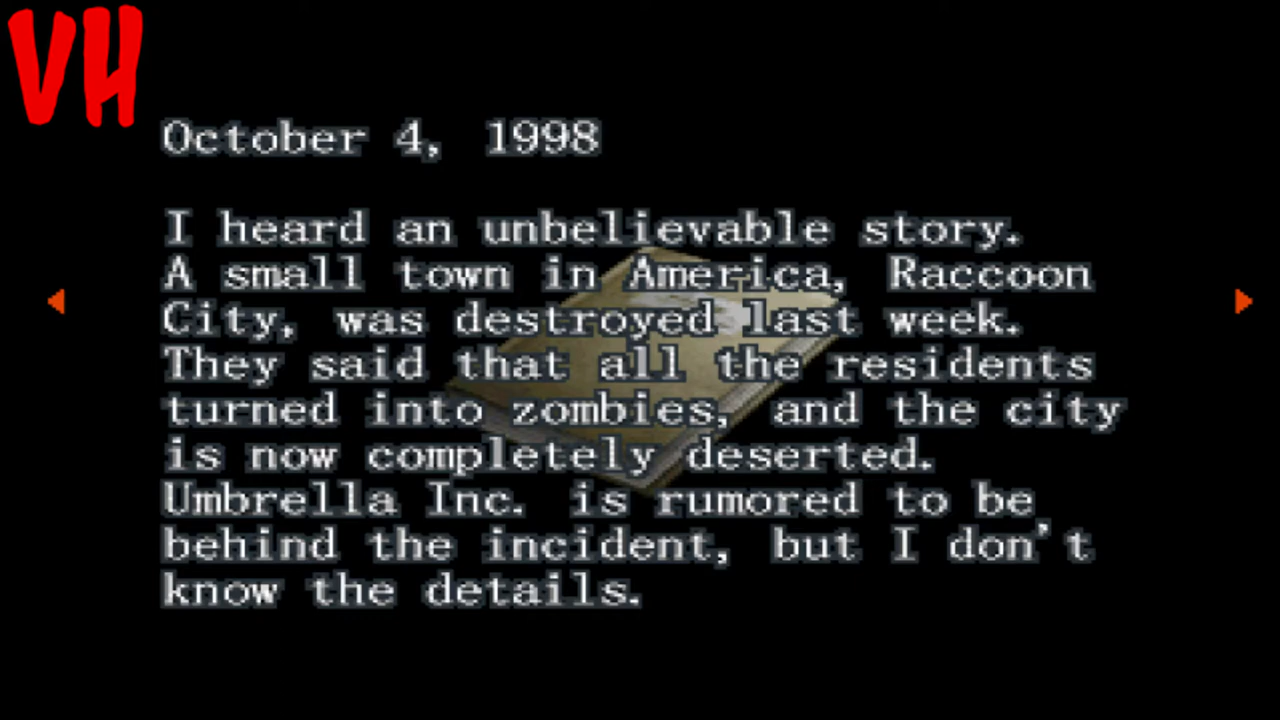 VH
October 4, 1998
I heard an unbelievable story.
A small town in America, Raccoon
City, was destroyed last week.
They said that all the residents
turned into zombies, and the city
is now completely deserted.
Umbrella Inc. is rumored to be
behind the incident, but I don't
know the details.